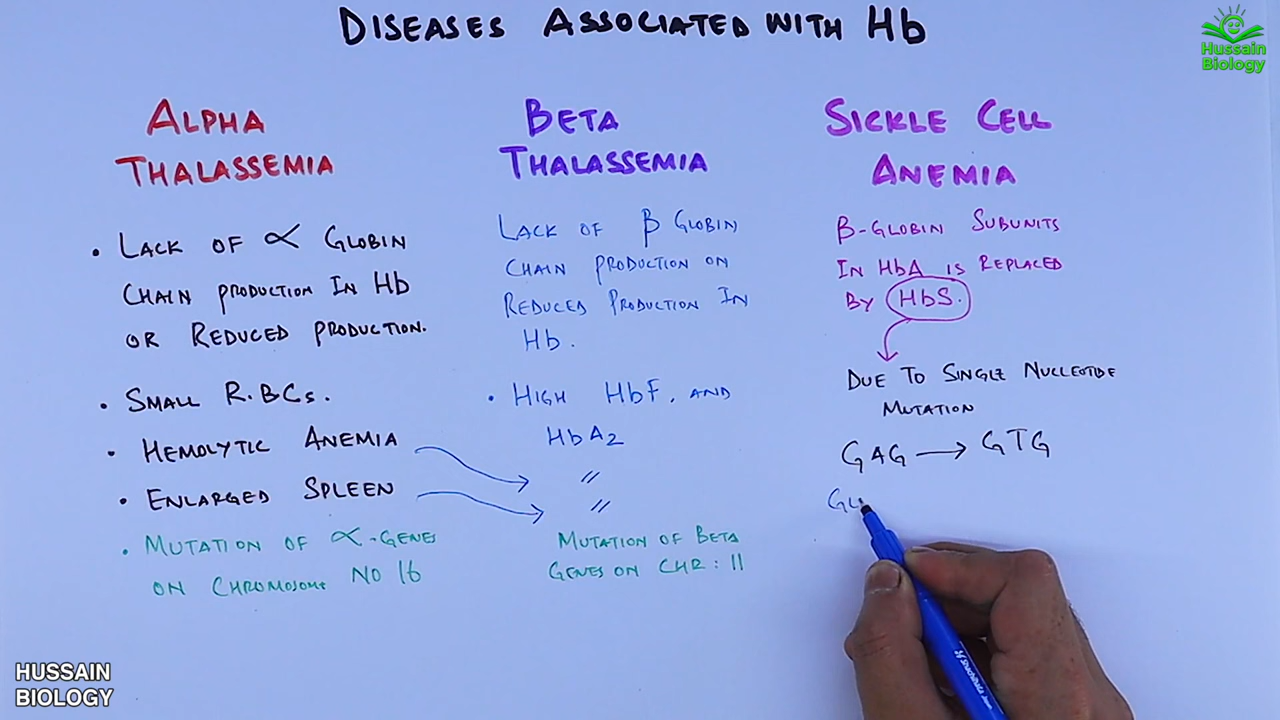 DISEASES ASSOCIATED WITH Hb
Hussain
Biology
ALPHA
THALASSEMIA
• LACK OF ∝ GLOBIN
CHAIN PRODUCTION IN Hb
OR REDUCED PRODUCTION.
• SMALL R.BCs.
• HEMOLYTIC ANEMIA
• ENLARGED SPLEEN
• MUTATION OF ∝-GENES
ON CHROMOSOME NO 16
BETA
THALASSEMIA
LACK OF β GLOBIN
CHAIN PRODUCTION ON
REDUCED PRODUCTION IN
Hb.
• HIGH HbF, AND
HbA2
〃
〃
MUTATION OF BETA
GENES ON CHR: 11
SICKLE CELL
ANEMIA
β-GLOBIN SUBUNITS
IN HbA IS REPLACED
BY HbS.
DUE TO SINGLE NUCLEOTIDE
MUTATION
GAG → GTG
GL
HUSSAIN
BIOLOGY